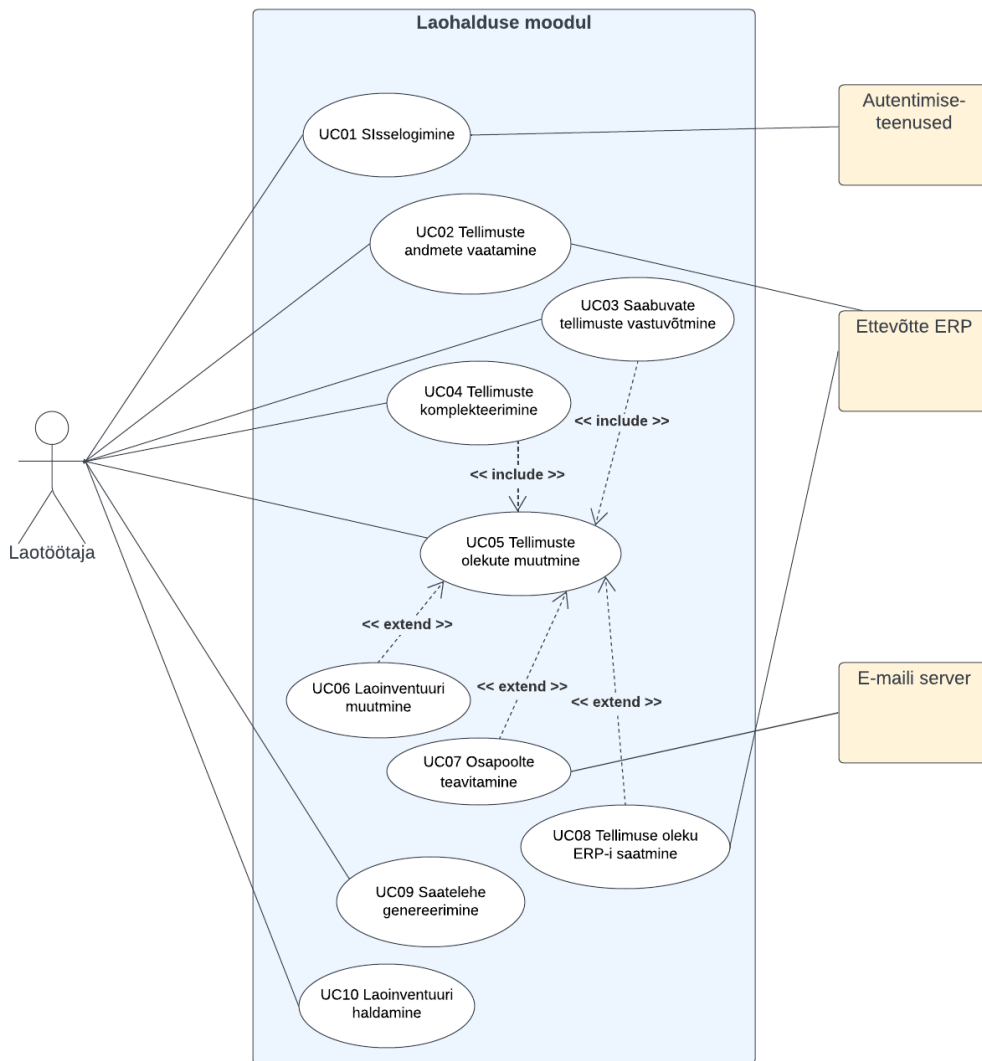 Laohalduse moodul
Autentimise-
teenused
UC01 SIsselogimine
UC02 Tellimuste
andmete vaatamine
UC03 Saabuvate
tellimuste vastuvõtmine
Ettevõtte ERP
UC04 Tellimuste
komplekteerimine
<< include >>
<< include >>
UC05 Tellimuste
olekute muutmine
Laotöötaja
<< extend >>
UC06 Laoinventuuri
muutmine
<< extend >>
<< extend >>
E-maili server
UC07 Osapoolte
teavitamine
UC08 Tellimuse oleku
ERP-i saatmine
UC09 Saatelehe
genereerimine
UC10 Laoinventuuri
haldamine